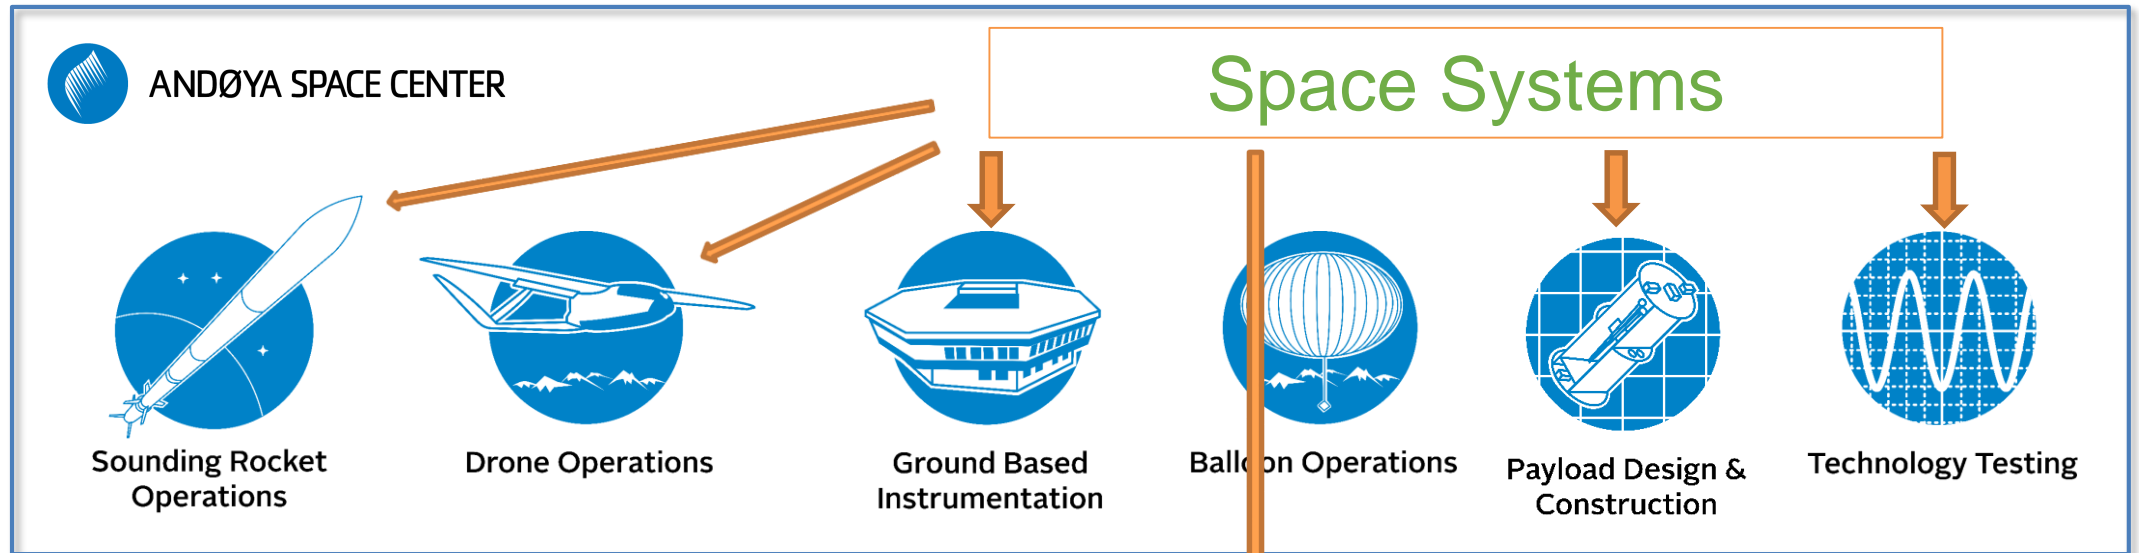 ANDØYA SPACE CENTER
Space Systems
Sounding Rocket
Operations
Drone Operations
Ground Based
Instrumentation
Balloon Operations
Payload Design &
Construction
Technology Testing